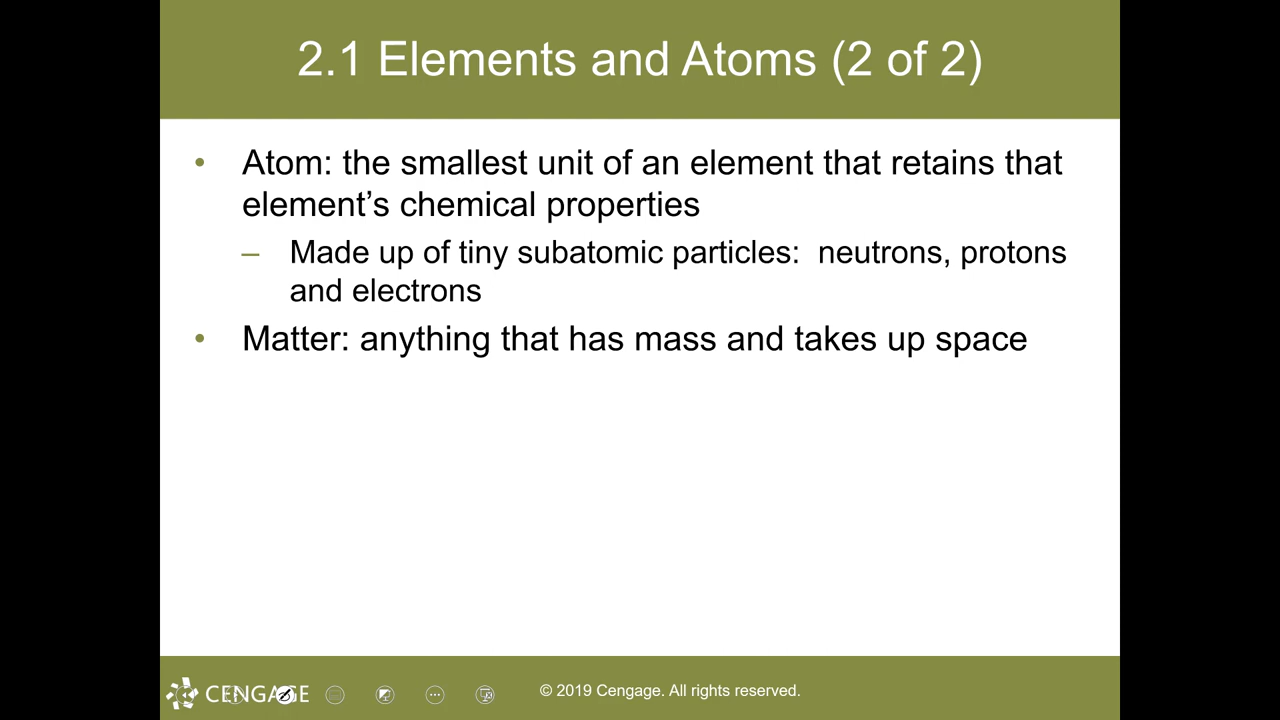 2.1 Elements and Atoms (2 of 2)
• Atom: the smallest unit of an element that retains that
element’s chemical properties
– Made up of tiny subatomic particles:  neutrons, protons
and electrons
• Matter: anything that has mass and takes up space
CENGAGE
© 2019 Cengage. All rights reserved.